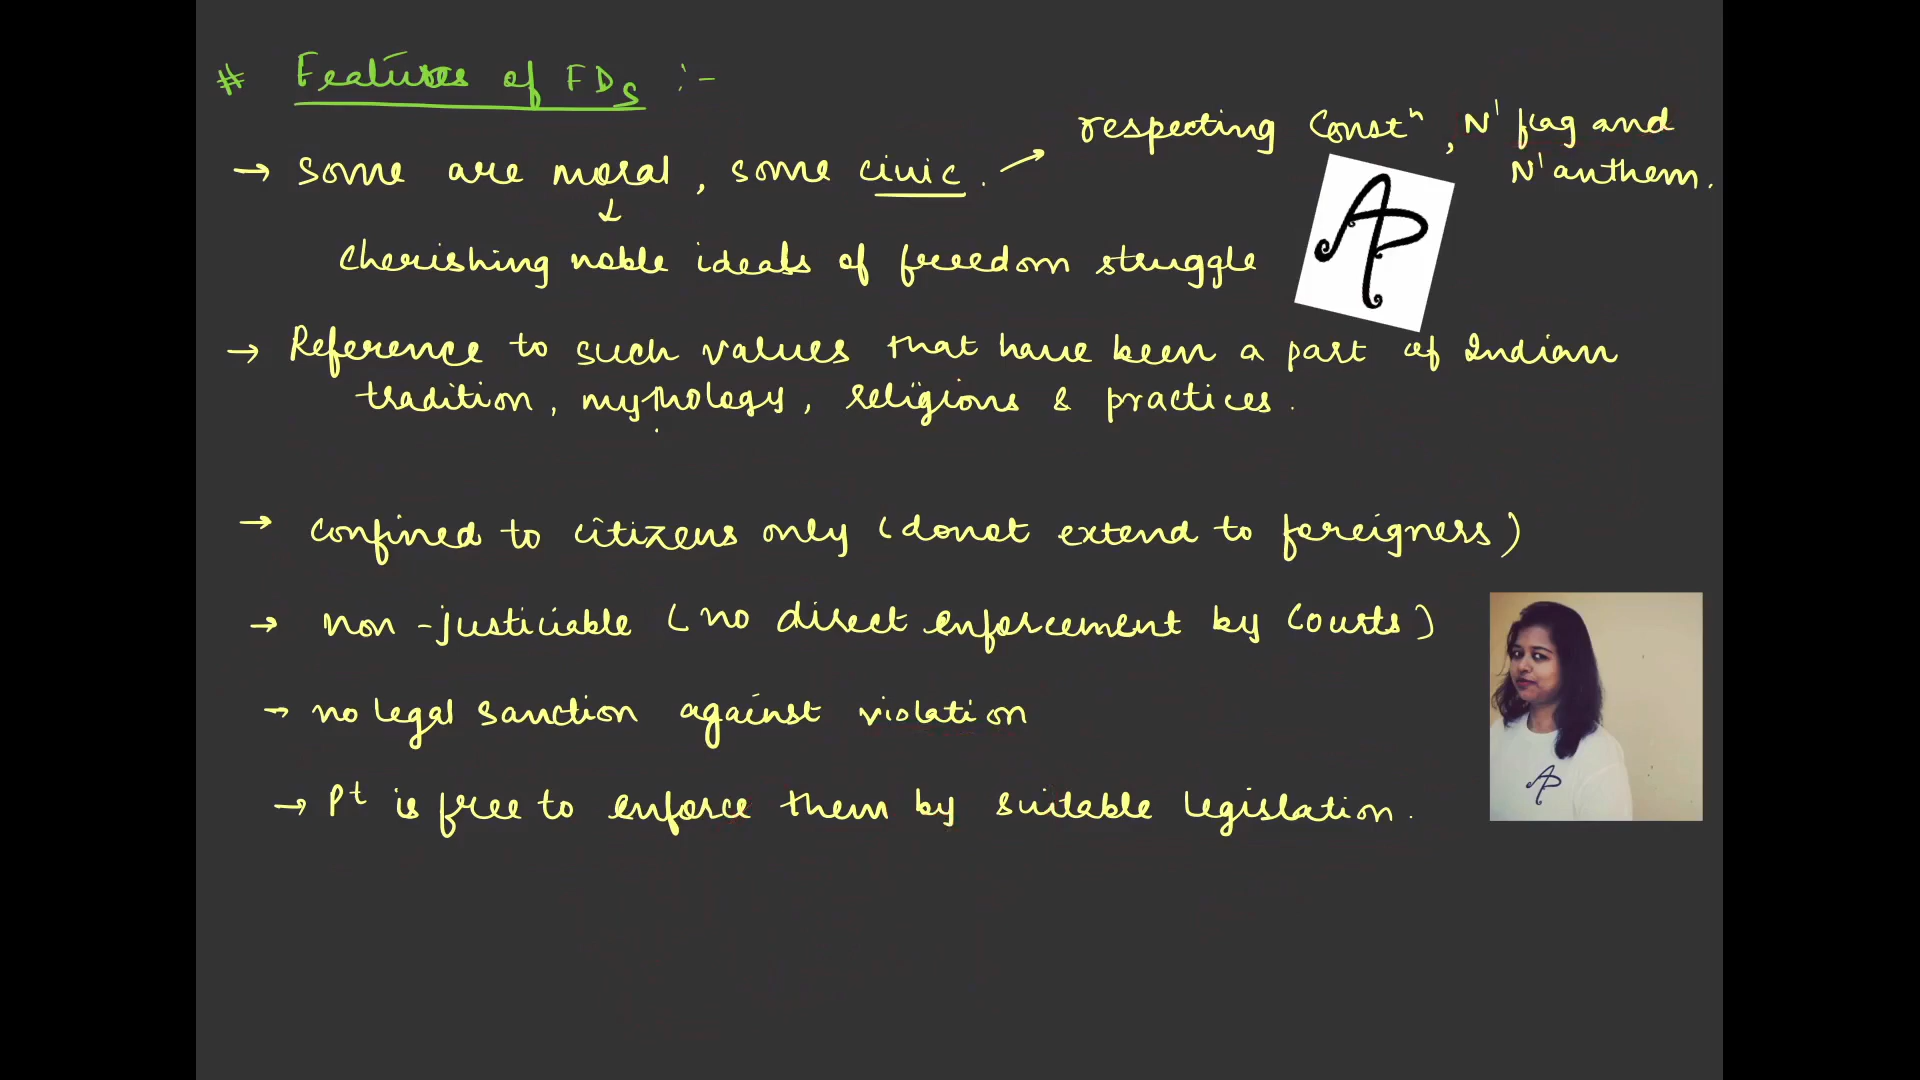 # Features of FDs :-
→ Some are moral, some civic. → respecting Constⁿ, N' flag and
N' anthem.
↓
Cherishing noble ideals of freedom struggle
AP
→ Reference to such values that have been a part of Indian
tradition, mythology, religions & practices.
→ Confined to citizens only (donot extend to foreigners)
→ non-justiciable (no direct enforcement by Courts)
→ no legal sanction against violation
→ Pt is free to enforce them by suitable legislation.
AP